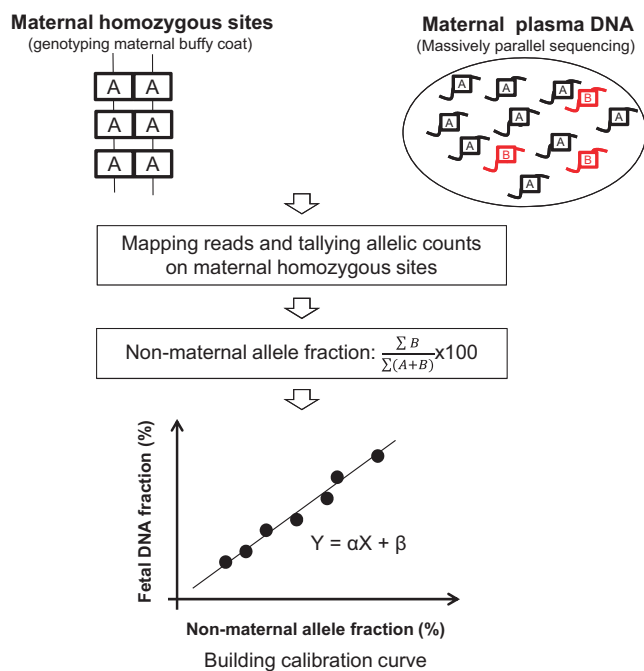 Maternal homozygous sites
(genotyping maternal buffy coat)
A A
A A
A A
Maternal plasma DNA
(Massively parallel sequencing)
A
A
A
B
A
A
A
A
B
A
B
A
Mapping reads and tallying allelic counts
on maternal homozygous sites
Non-maternal allele fraction: ∑ B / ∑(A+B) x100
Fetal DNA fraction (%)
Y = αX + β
Non-maternal allele fraction (%)
Building calibration curve